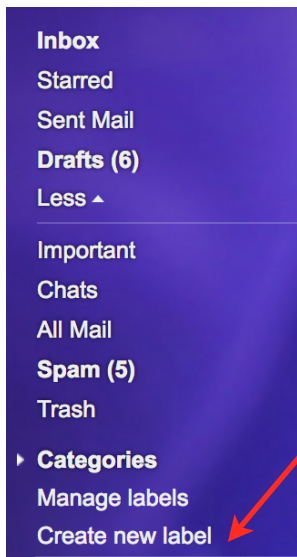 Inbox
Starred
Sent Mail
Drafts (6)
Less
Important
Chats
All Mail
Spam (5)
Trash
Categories
Manage labels
Create new label